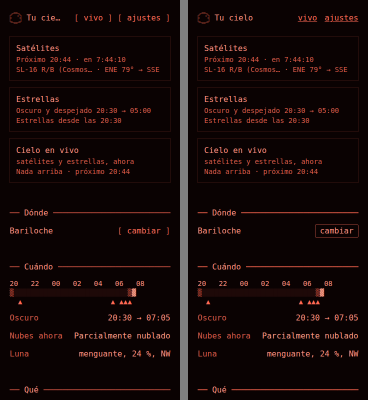 Tu cie… [ vivo ] [ ajustes ]
Satélites
Próximo 20:44 · en 7:44:10
SL-16 R/B (Cosmos… · ENE 79° → SSE
Estrellas
Oscuro y despejado 20:30 → 05:00
Estrellas desde las 20:30
Cielo en vivo
satélites y estrellas, ahora
Nada arriba · próximo 20:44
Dónde
Bariloche [ cambiar ]
Cuándo
20 22 00 02 04 06 08
Oscuro 20:30 → 07:05
Nubes ahora Parcialmente nublado
Luna menguante, 24 %, NW
Qué
Tu cielo vivo ajustes
Satélites
Próximo 20:44 · en 7:44:10
SL-16 R/B (Cosmos… · ENE 79° → SSE
Estrellas
Oscuro y despejado 20:30 → 05:00
Estrellas desde las 20:30
Cielo en vivo
satélites y estrellas, ahora
Nada arriba · próximo 20:44
Dónde
Bariloche cambiar
Cuándo
20 22 00 02 04 06 08
Oscuro 20:30 → 07:05
Nubes ahora Parcialmente nublado
Luna menguante, 24 %, NW
Qué